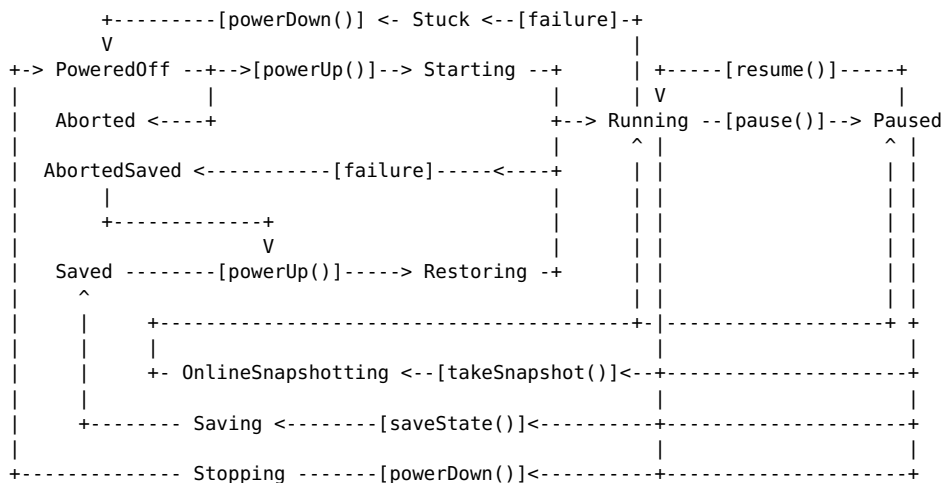 +---------[powerDown()] <- Stuck <--[failure]-+
V |
+-> PoweredOff --+-->[powerUp()]--> Starting --+ | +-----[resume()]-----+
| | | | V |
| Aborted <----+ +--> Running --[pause()]--> Paused
| | ^ | ^ |
| AbortedSaved <-----------[failure]-----<----+ | | | |
| | | | | | |
| +-------------+ | | | | |
| V | | | | |
| Saved --------[powerUp()]-----> Restoring -+ | | | |
| ^ | | | |
| | +-------------------------------------------+-|-------------------+ +
| | | | |
| | +- OnlineSnapshotting <--[takeSnapshot()]<--+---------------------+
| | | |
| +-------- Saving <--------[saveState()]<----------+---------------------+
| | |
+-------------- Stopping -------[powerDown()]<----------+---------------------+